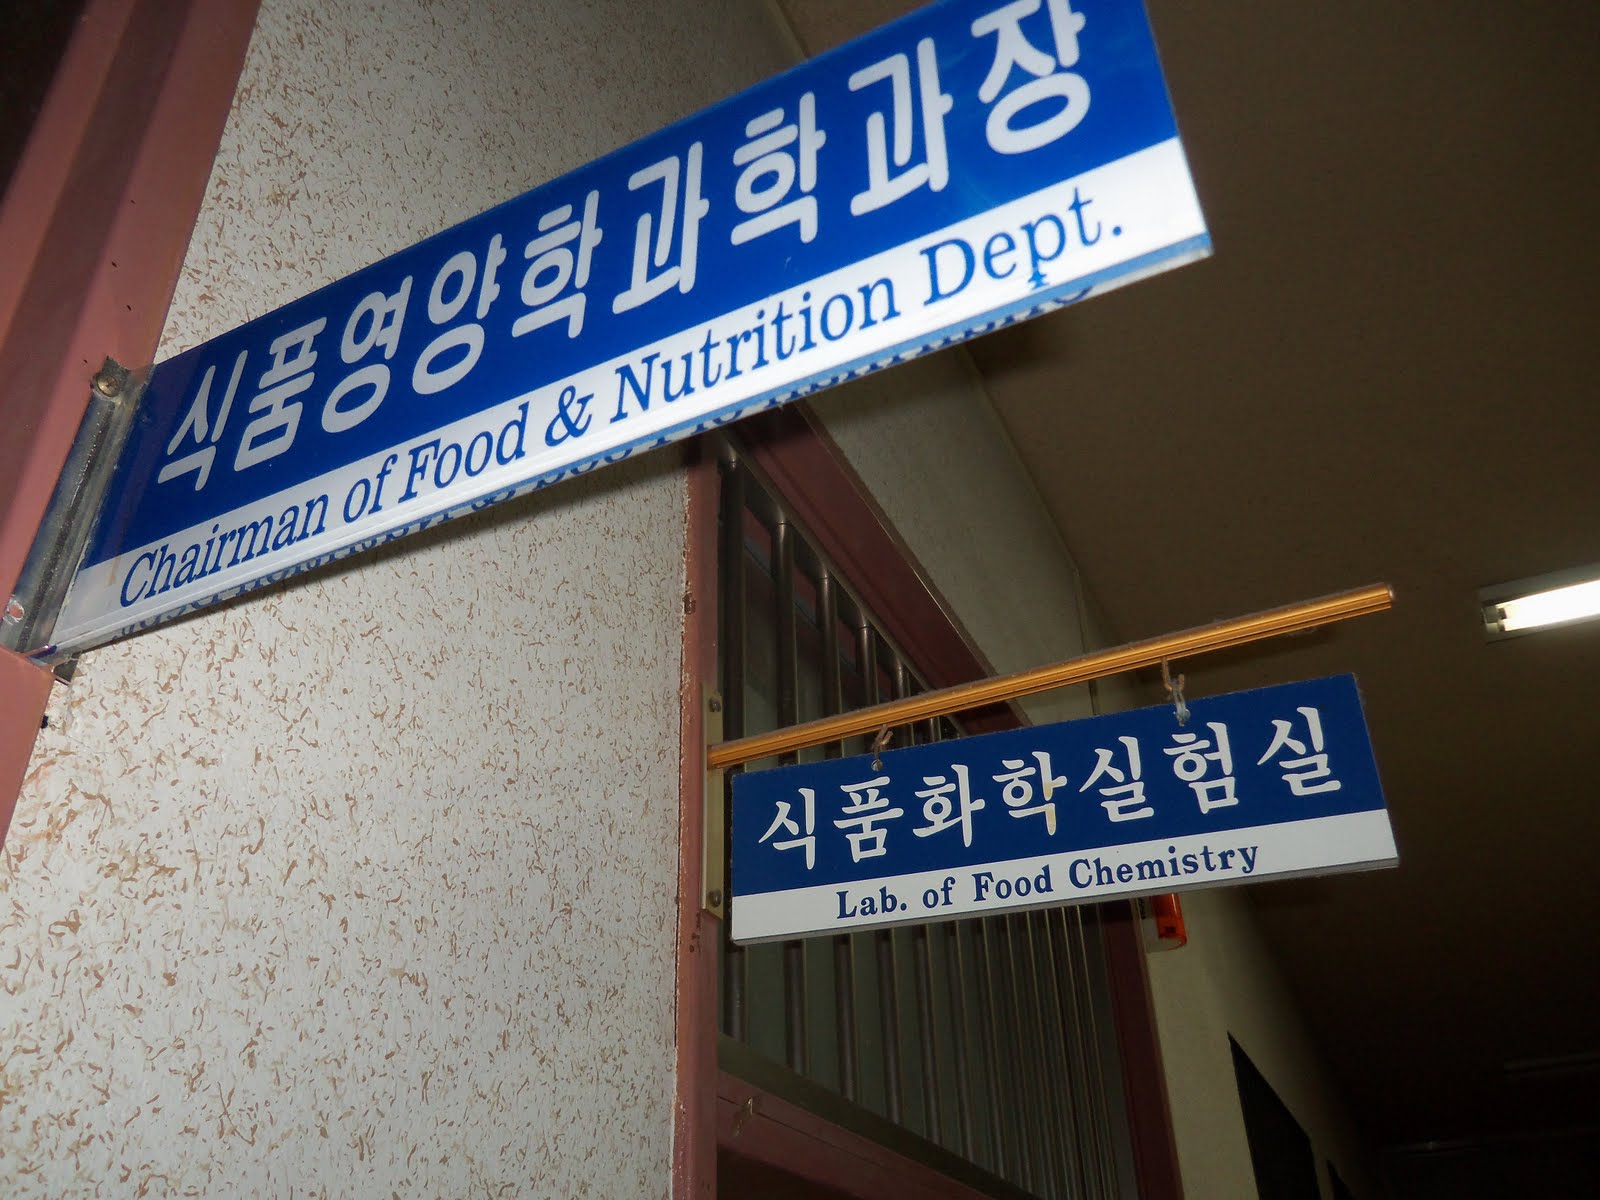 식품영양학과학과장
Chairman of Food & Nutrition Dept.
식품화학실험실
Lab. of Food Chemistry